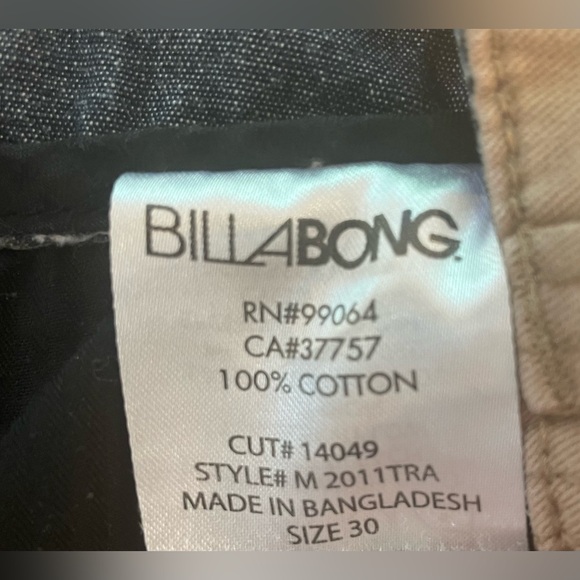 BILLABONG.
RN#99064
CA#37757
100% COTTON
CUT# 14049
STYLE# M 2011TRA
MADE IN BANGLADESH
SIZE 30